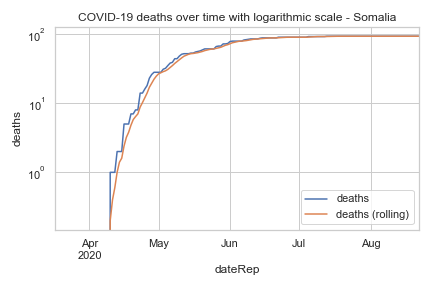 COVID-19 deaths over time with logarithmic scale - Somalia
10²
10¹
10⁰
deaths
deaths
deaths (rolling)
Apr
2020
May
Jun
Jul
Aug
dateRep